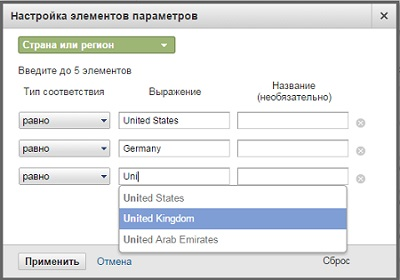 Настройка элементов параметров
Страна или регион
Введите до 5 элементов
Тип соответствия Выражение Название (необязательно)
равно United States
равно Germany
равно Uni
United States
United Kingdom
United Arab Emirates
Применить Отмена Сброс